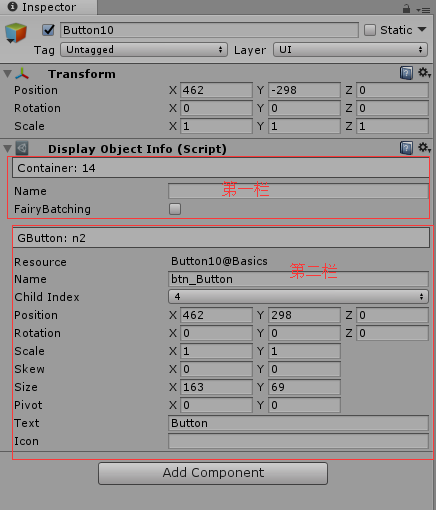 Inspector
Button10
Static
Tag Untagged Layer UI
Transform
Position X 462 Y -298 Z 0
Rotation X 0 Y 0 Z 0
Scale X 1 Y 1 Z 1
Display Object Info (Script)
Container: 14
Name 第一栏
FairyBatching
GButton: n2
Resource Button10@Basics 第二栏
Name btn_Button
Child Index 4
Position X 462 Y 298 Z 0
Rotation X 0 Y 0 Z 0
Scale X 1 Y 1
Skew X 0 Y 0
Size X 163 Y 69
Pivot X 0 Y 0
Text Button
Icon
Add Component